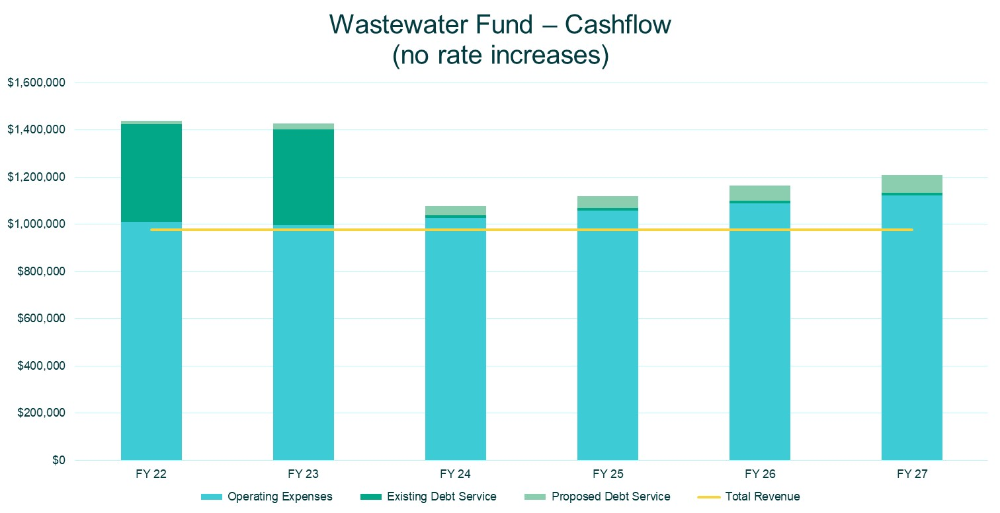 Wastewater Fund – Cashflow
(no rate increases)
$1,600,000
$1,400,000
$1,200,000
$1,000,000
$800,000
$600,000
$400,000
$200,000
$0
FY 22 FY 23 FY 24 FY 25 FY 26 FY 27
Operating Expenses Existing Debt Service Proposed Debt Service Total Revenue